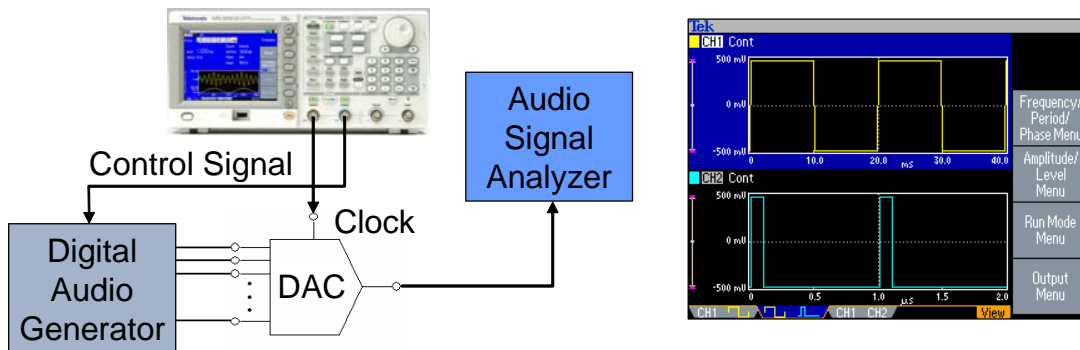 Tektronix
Control Signal
Clock
Digital
Audio
Generator
DAC
Audio
Signal
Analyzer
Tek
CH1 Cont
500 mV
0 mV
-500 mV
0 10.0 20.0 ms 30.0 40.0
CH2 Cont
500 mV
0 mV
-500 mV
0 0.5 1.0 µs 1.5 2.0
CH1 CH1 CH2 View
Frequency/
Period/
Phase Menu
Amplitude/
Level
Menu
Run Mode
Menu
Output
Menu